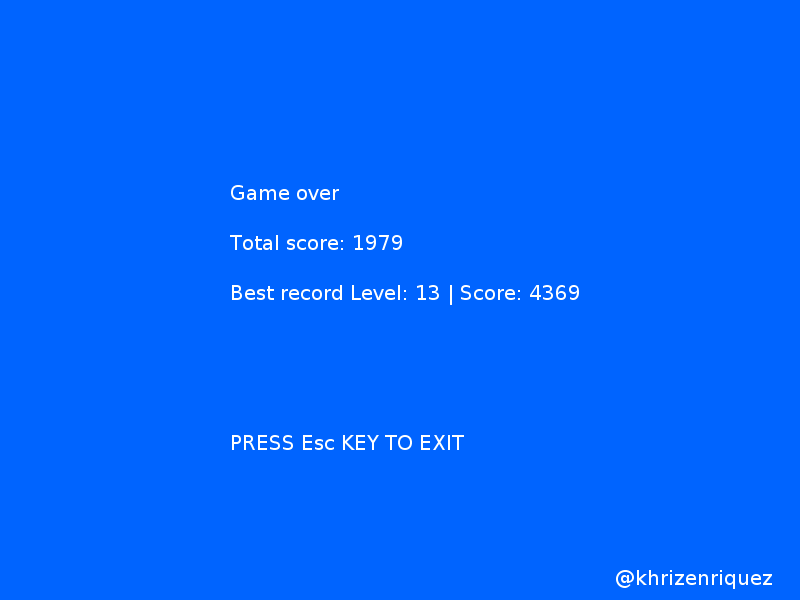 Game over
Total score: 1979
Best record Level: 13 | Score: 4369
PRESS Esc KEY TO EXIT
@khrizenriquez